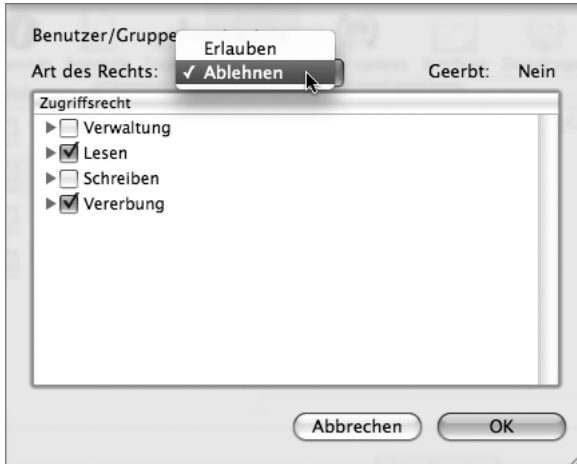 Benutzer/Gruppe
Erlauben
Art des Rechts: ✓ Ablehnen Geerbt: Nein
Zugriffsrecht
Verwaltung
Lesen
Schreiben
Vererbung
Abbrechen OK